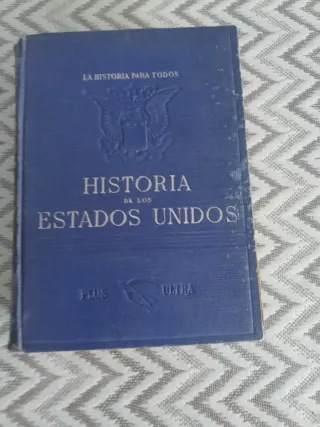 LA HISTORIA PARA TODOS
HISTORIA
DE LOS
ESTADOS UNIDOS
PLUS ULTRA